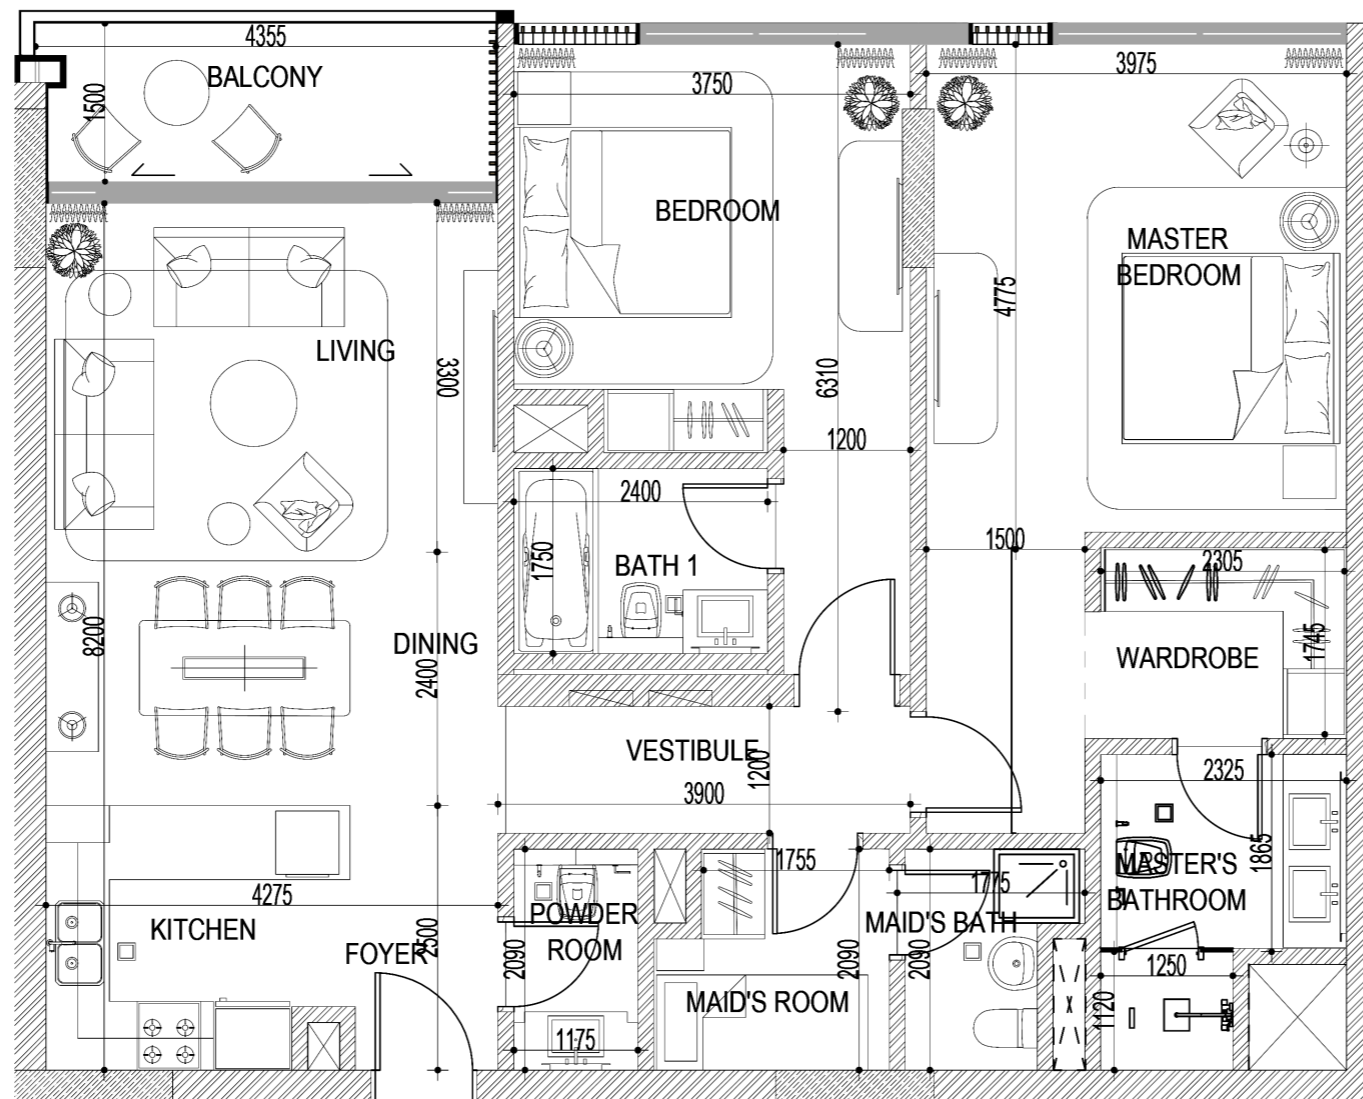 4355
BALCONY
1500
3750
3975
BEDROOM
MASTER
BEDROOM
4775
LIVING
3300
6310
1200
2400
1750
BATH 1
1500
2305
8200
DINING
2400
1745
WARDROBE
VESTIBULE
1200
3900
2325
1755
1775
1865
4275
KITCHEN
FOYER
2500
2090
POWDER
ROOM
MAID'S BATH
MASTER'S
BATHROOM
2090
2090
MAID'S ROOM
1250
1120
1175